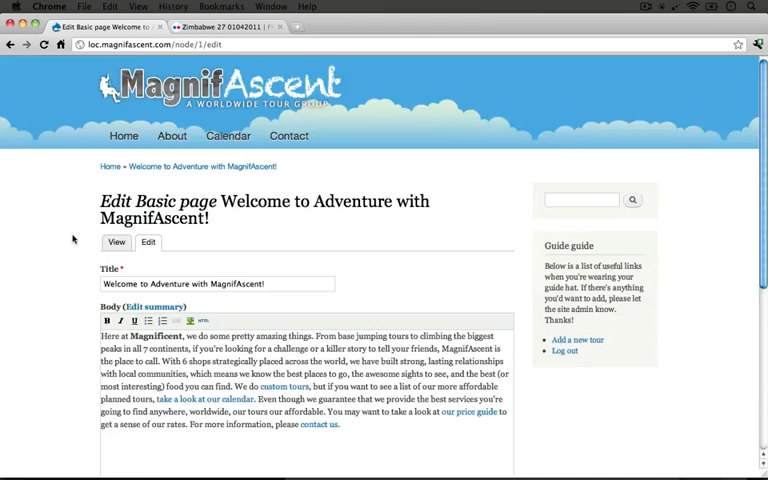 Chrome File Edit View History Bookmarks Window Help
Edit Basic page Welcome to A
Zimbabwe 27 01042011 | Fl
loc.magnifascent.com/node/1/edit
MagnifAscent
A WORLDWIDE TOUR GROUP
Home About Calendar Contact
Home » Welcome to Adventure with MagnifAscent!
Edit Basic page Welcome to Adventure with
MagnifAscent!
View Edit
Title *
Welcome to Adventure with MagnifAscent!
Body (Edit summary)
B I U HTML
Here at Magnificent, we do some pretty amazing things. From base jumping tours to climbing the biggest
peaks in all 7 continents, if you're looking for a challenge or a killer story to tell your friends, MagnifAscent is
the place to call. With 6 shops strategically placed across the world, we have built strong, lasting relationships
with local communities, which means we know the best places to go, the awesome sights to see, and the best (or
most interesting) food you can find. We do custom tours, but if you want to see a list of our more affordable
planned tours, take a look at our calendar. Even though we guarantee that we provide the best services you're
going to find anywhere, worldwide, our tours our affordable. You may want to take a look at our price guide to
get a sense of our rates. For more information, please contact us.
Guide guide
Below is a list of useful links
when you're wearing your
guide hat. If there's anything
you'd want to add, please let
the site admin know.
Thanks!
Add a new tour
Log out